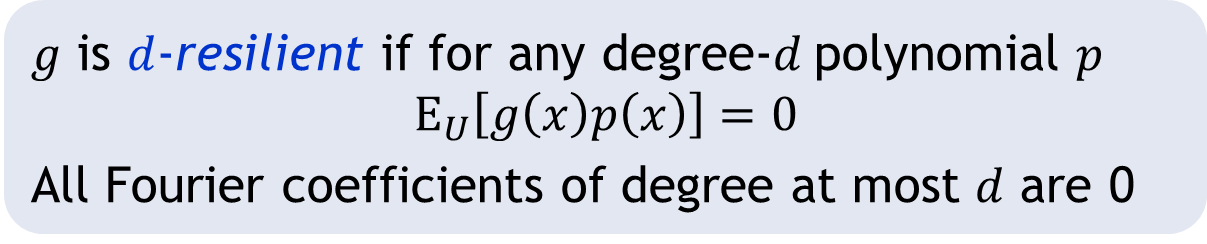 g is d-resilient if for any degree-d polynomial p
E_U[g(x)p(x)] = 0
All Fourier coefficients of degree at most d are 0